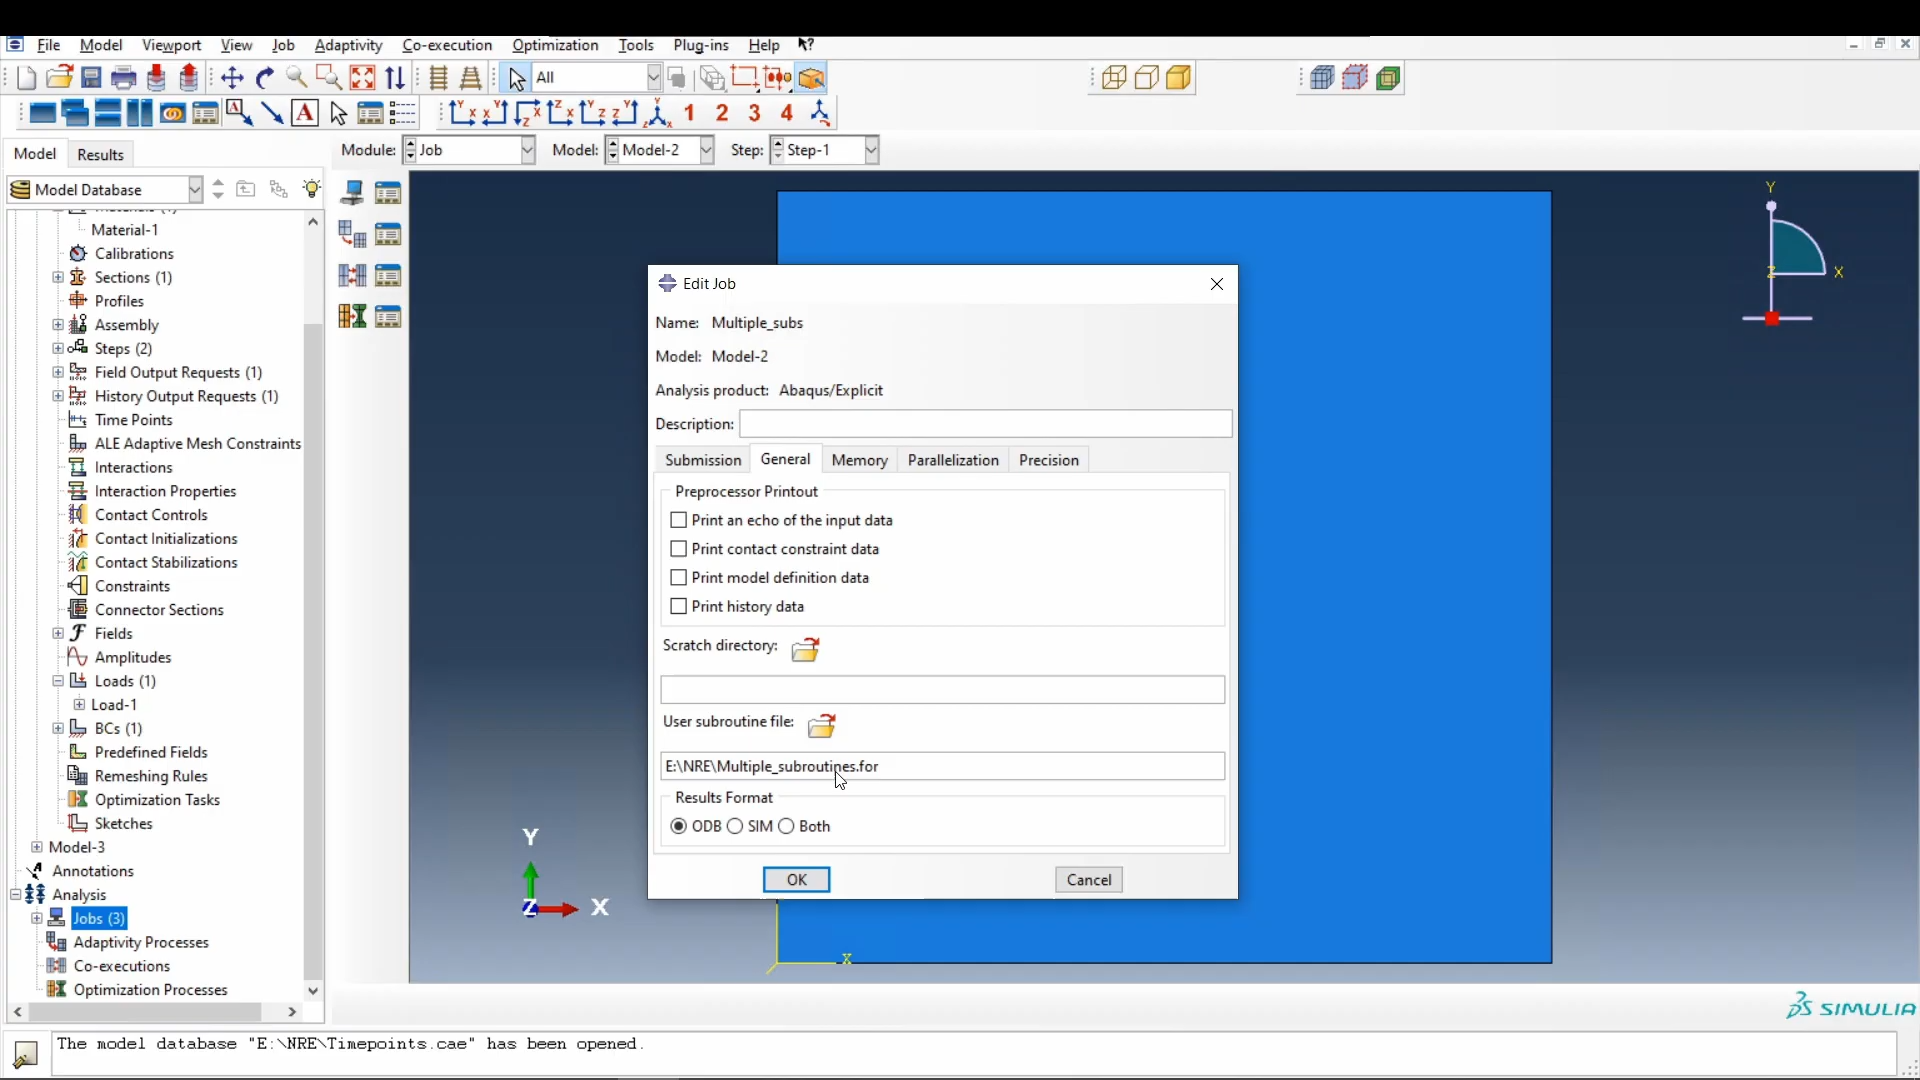 File Model Viewport View Job Adaptivity Co-execution Optimization Tools Plug-ins Help
All
A
A
1 2 3 4
Model Results
Module: Job Model: Model-2 Step: Step-1
Model Database
Material-1
Calibrations
Sections (1)
Profiles
Assembly
Steps (2)
Field Output Requests (1)
History Output Requests (1)
Time Points
ALE Adaptive Mesh Constraints
Interactions
Interaction Properties
Contact Controls
Contact Initializations
Contact Stabilizations
Constraints
Connector Sections
Fields
Amplitudes
Loads (1)
Load-1
BCs (1)
Predefined Fields
Remeshing Rules
Optimization Tasks
Sketches
Model-3
Annotations
Analysis
Jobs (3)
Adaptivity Processes
Co-executions
Optimization Processes
Edit Job
Name: Multiple_subs
Model: Model-2
Analysis product: Abaqus/Explicit
Description:
Submission General Memory Parallelization Precision
Preprocessor Printout
Print an echo of the input data
Print contact constraint data
Print model definition data
Print history data
Scratch directory:
User subroutine file:
E:\NRE\Multiple_subroutines.for
Results Format
ODB SIM Both
OK Cancel
Y
Z X
Y
Z X
X
SIMULIA
The model database "E:\NRE\Timepoints.cae" has been opened.